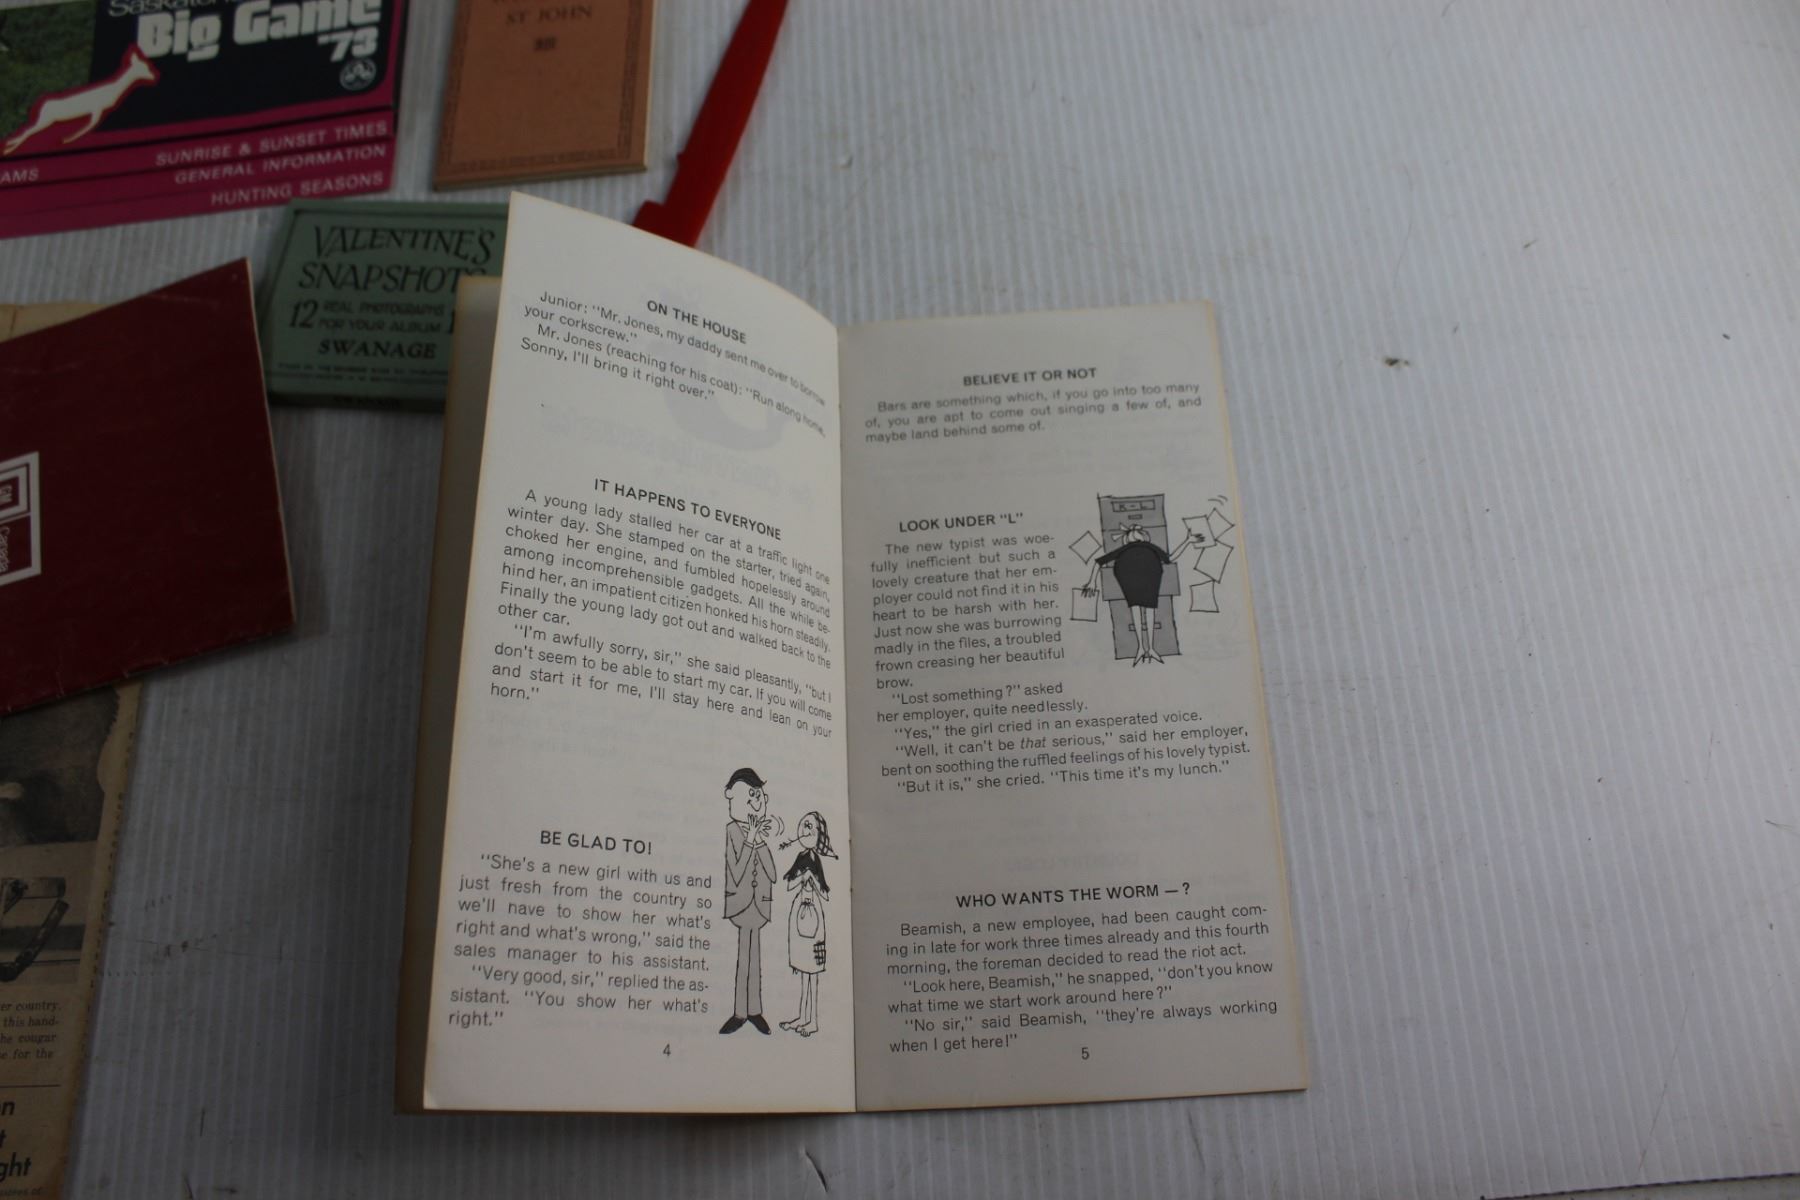 Big Game
'73
SUNRISE & SUNSET TIMES
GENERAL INFORMATION
HUNTING SEASONS
AMS
ST JOHN
VALENTINE'S
SNAPSHOTS
12 REAL PHOTOGRAPHS
FOR YOUR ALBUM
SWANAGE
GM
Canada
ON THE HOUSE
Junior: "Mr. Jones, my daddy sent me over to borrow
your corkscrew."
Mr. Jones (reaching for his coat): "Run along home,
Sonny, I'll bring it right over."
IT HAPPENS TO EVERYONE
A young lady stalled her car at a traffic light one
winter day. She stamped on the starter, tried again,
choked her engine, and fumbled hopelessly around
among incomprehensible gadgets. All the while be-
hind her, an impatient citizen honked his horn steadily.
Finally the young lady got out and walked back to the
other car.
"I'm awfully sorry, sir," she said pleasantly, "but I
don't seem to be able to start my car. If you will come
and start it for me, I'll stay here and lean on your
horn."
BE GLAD TO!
"She's a new girl with us and
just fresh from the country so
we'll have to show her what's
right and what's wrong," said the
sales manager to his assistant.
"Very good, sir," replied the as-
sistant. "You show her what's
right."
4
BELIEVE IT OR NOT
Bars are something which, if you go into too many
of, you are apt to come out singing a few of, and
maybe land behind some of.
LOOK UNDER "L"
K-L
The new typist was woe-
fully inefficient but such a
lovely creature that her em-
ployer could not find it in his
heart to be harsh with her.
Just now she was burrowing
madly in the files, a troubled
frown creasing her beautiful
brow.
"Lost something?" asked
her employer, quite needlessly.
"Yes," the girl cried in an exasperated voice.
"Well, it can't be that serious," said her employer,
bent on soothing the ruffled feelings of his lovely typist.
"But it is," she cried. "This time it's my lunch."
WHO WANTS THE WORM — ?
Beamish, a new employee, had been caught com-
ing in late for work three times already and this fourth
morning, the foreman decided to read the riot act.
"Look here, Beamish," he snapped, "don't you know
what time we start work around here?"
"No sir," said Beamish, "they're always working
when I get here!"
5
er country,
this hand-
he cougar
e for the
n
t
ght